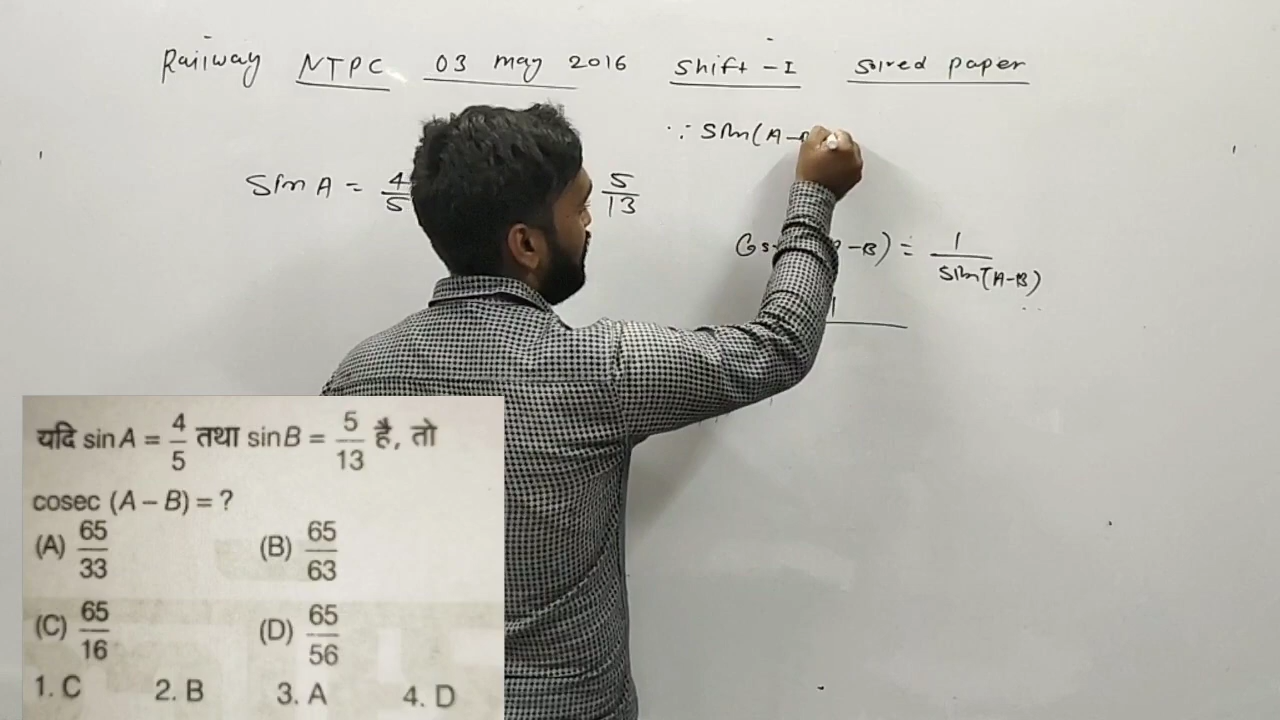 Railway NTPC 03 may 2016 Shift - I Solved paper
∵ Sin(A-
Sin A = 4/5 5/13
-B) = 1/Sin(A-B)
1
यदि sin A = 4/5 तथा sin B = 5/13 है, तो
cosec (A – B) = ?
(A) 65/33 (B) 65/63
(C) 65/16 (D) 65/56
1. C 2. B 3. A 4. D